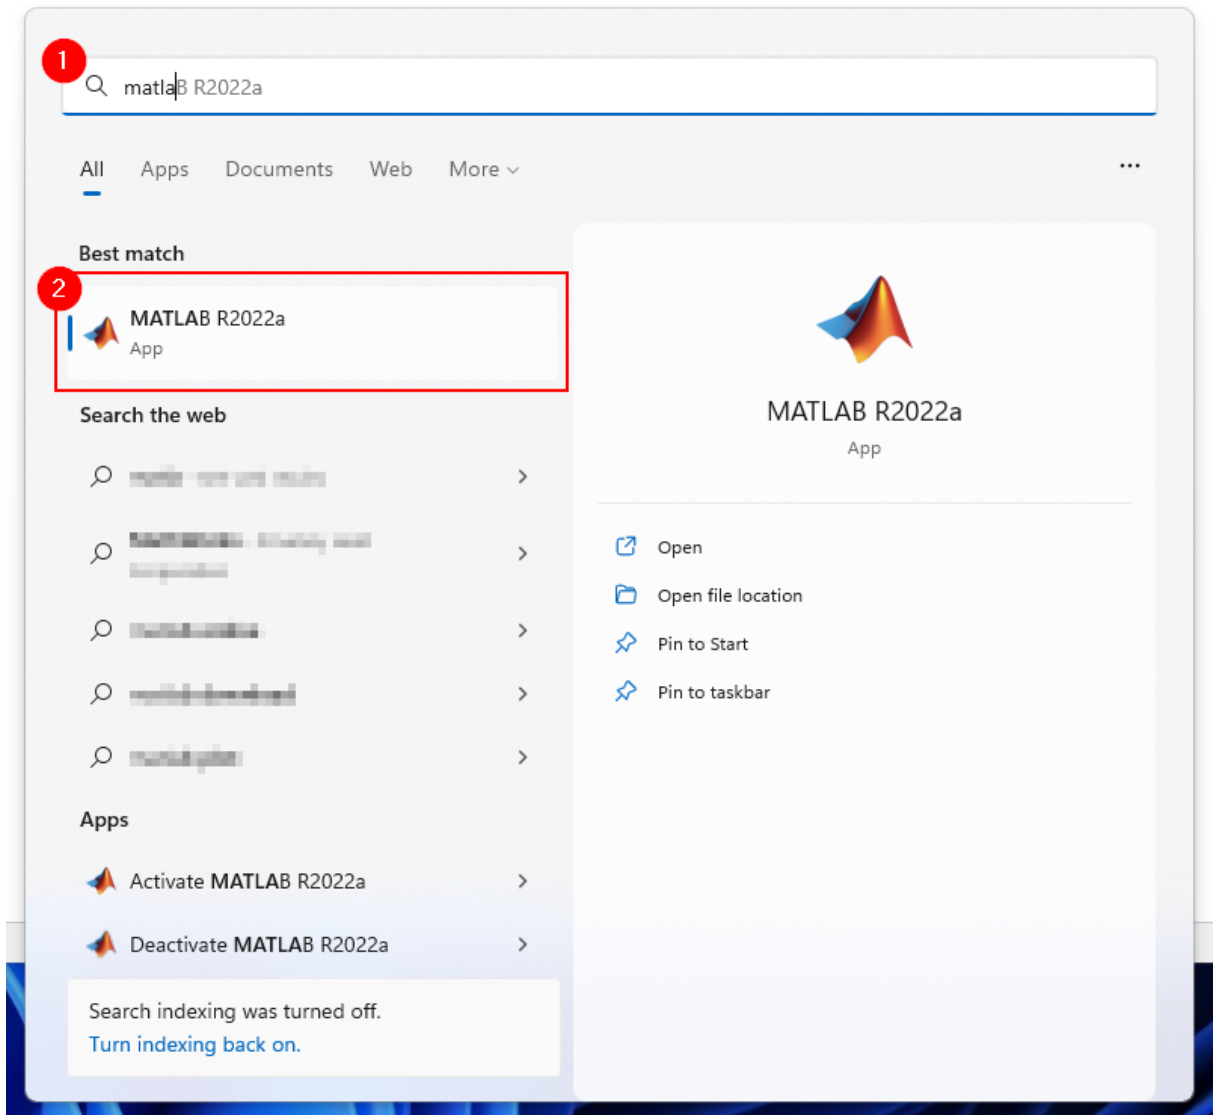 1
matlaB R2022a
All Apps Documents Web More
Best match
2
MATLAB R2022a
App
Search the web
Apps
Activate MATLAB R2022a
Deactivate MATLAB R2022a
Search indexing was turned off.
Turn indexing back on.
MATLAB R2022a
App
Open
Open file location
Pin to Start
Pin to taskbar